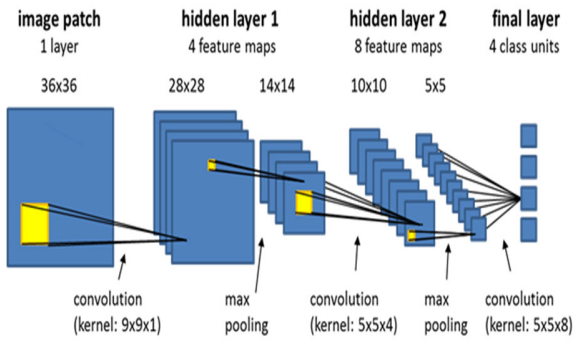 image patch
1 layer
36x36
hidden layer 1
4 feature maps
28x28
14x14
hidden layer 2
8 feature maps
10x10
5x5
final layer
4 class units
convolution
(kernel: 9x9x1)
max
pooling
convolution
(kernel: 5x5x4)
max
pooling
convolution
(kernel: 5x5x8)